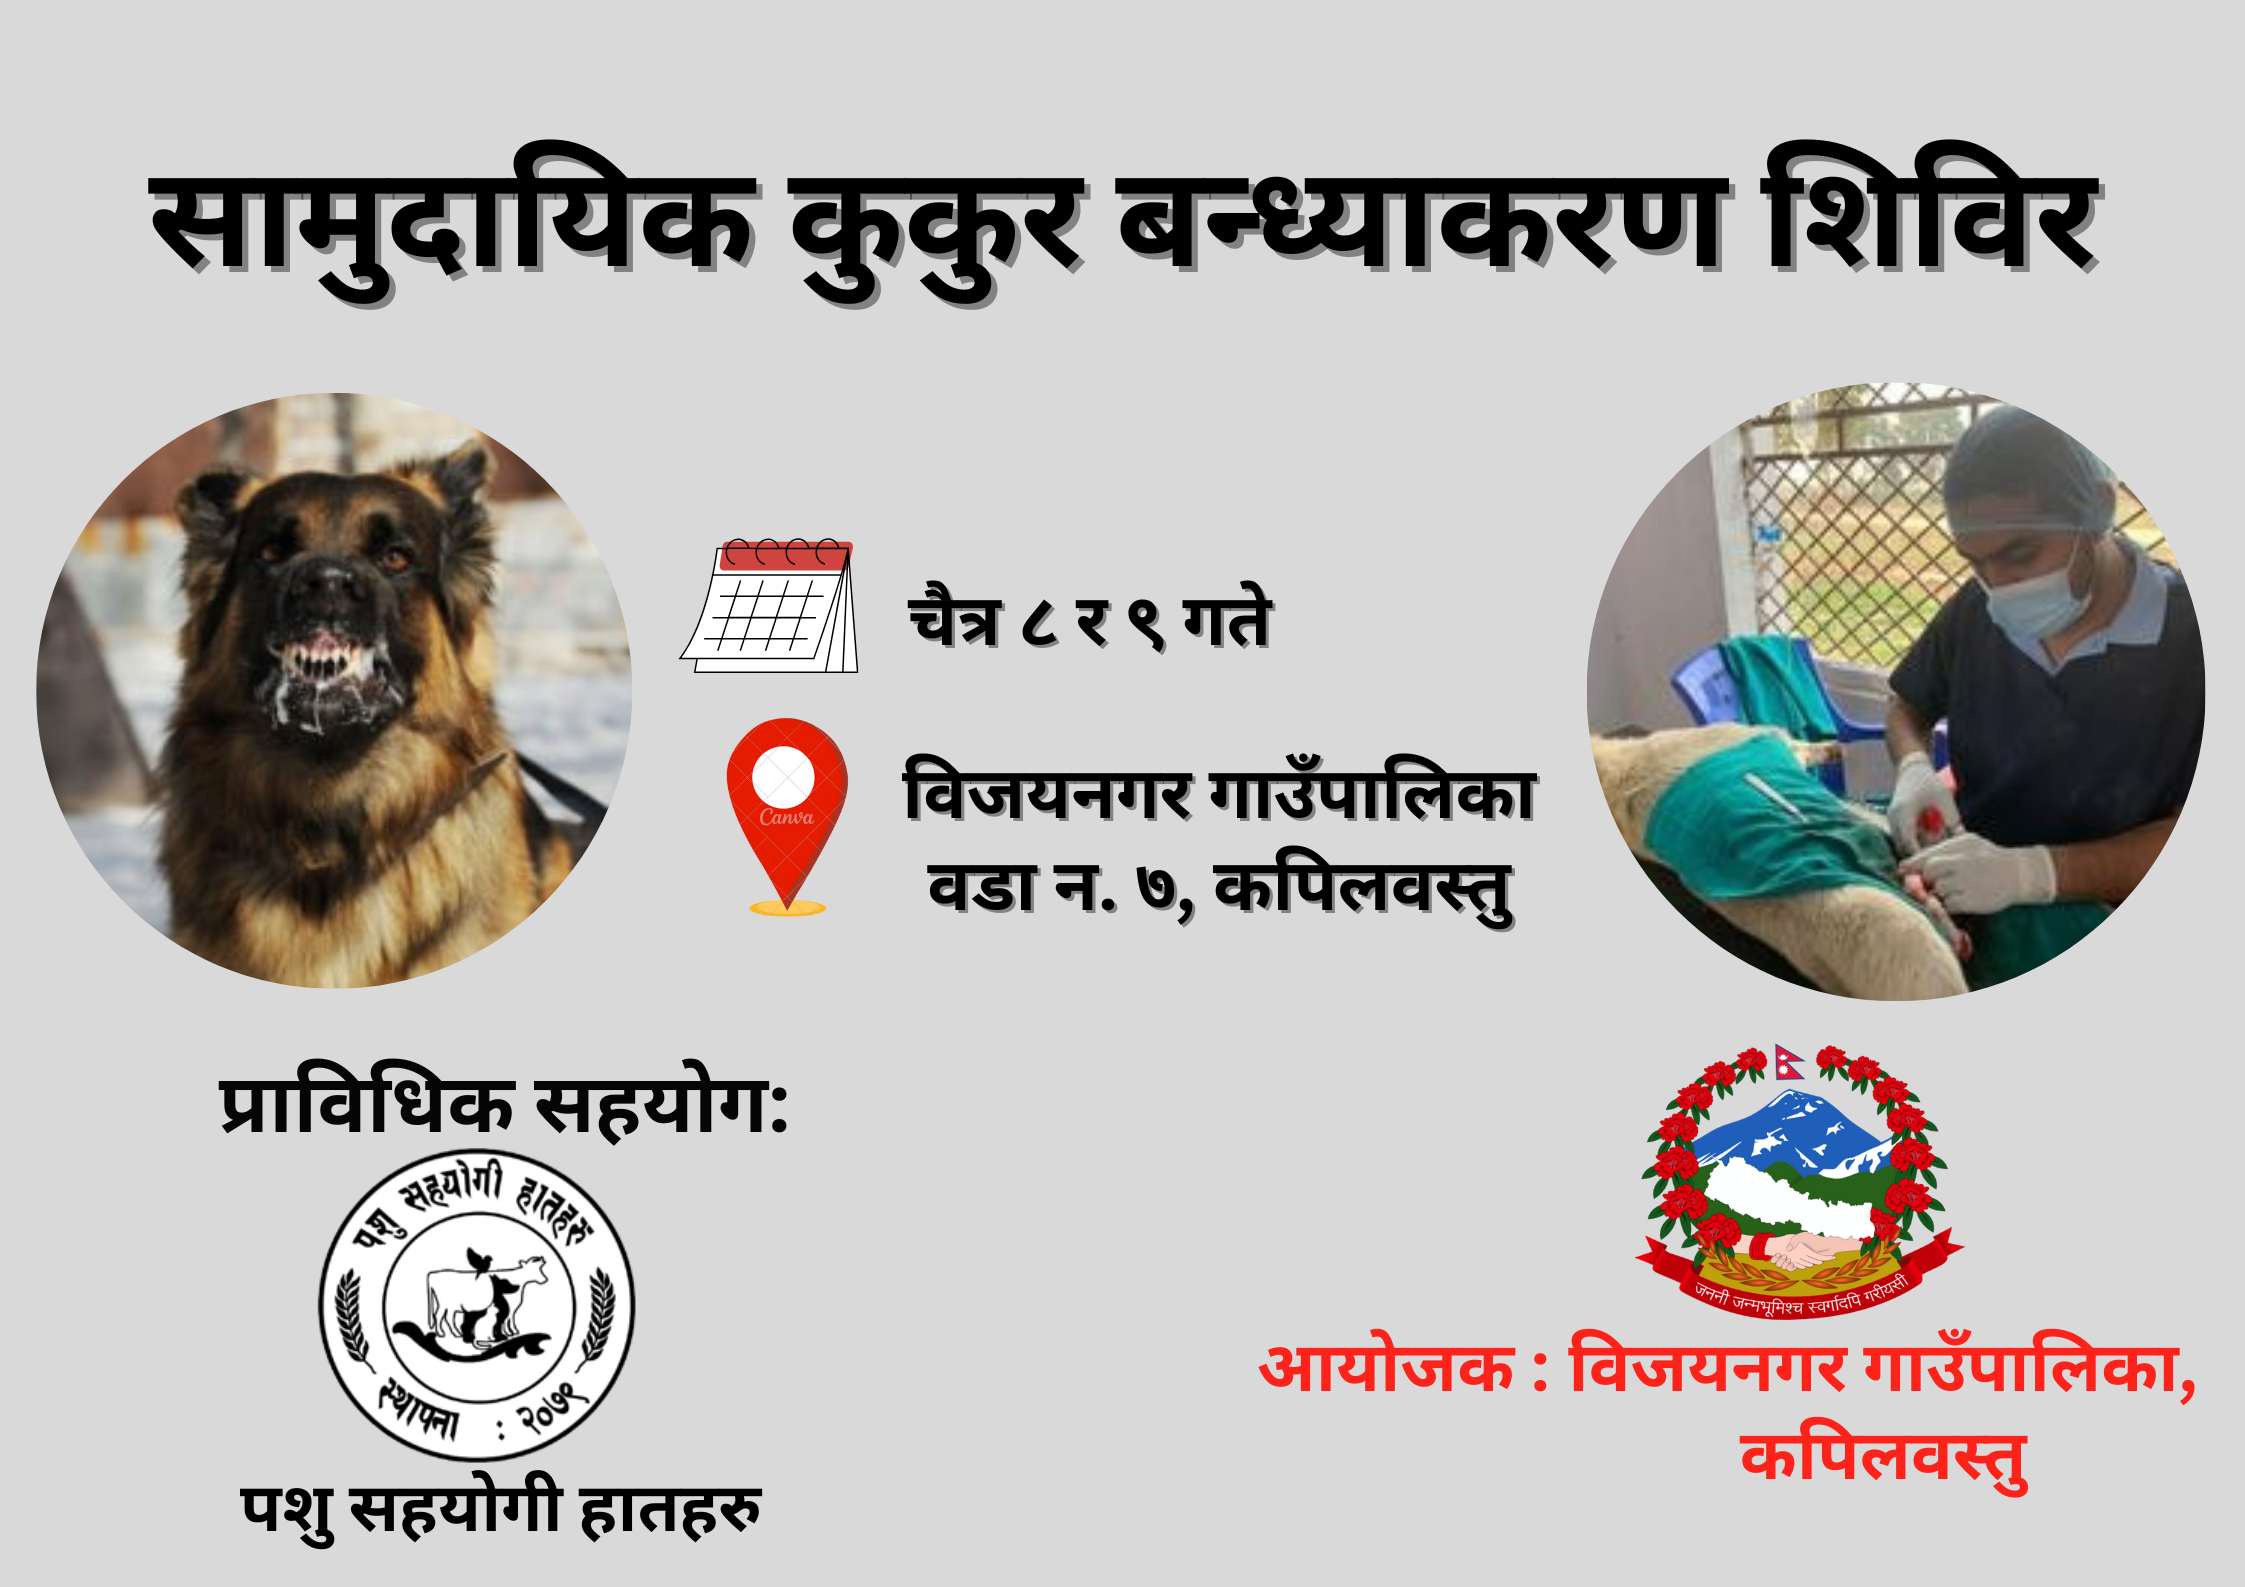 सामुदायिक कुकुर बन्ध्याकरण शिविर
चैत्र ८ र ९ गते
Canva
विजयनगर गाउँपालिका
वडा न. ७, कपिलवस्तु
प्राविधिक सहयोग:
पशु सहयोगी हातहरु
स्थापना : २०७९
पशु सहयोगी हातहरु
जननी जन्मभूमिश्च स्वर्गादपि गरीयसी
आयोजक : विजयनगर गाउँपालिका,
कपिलवस्तु